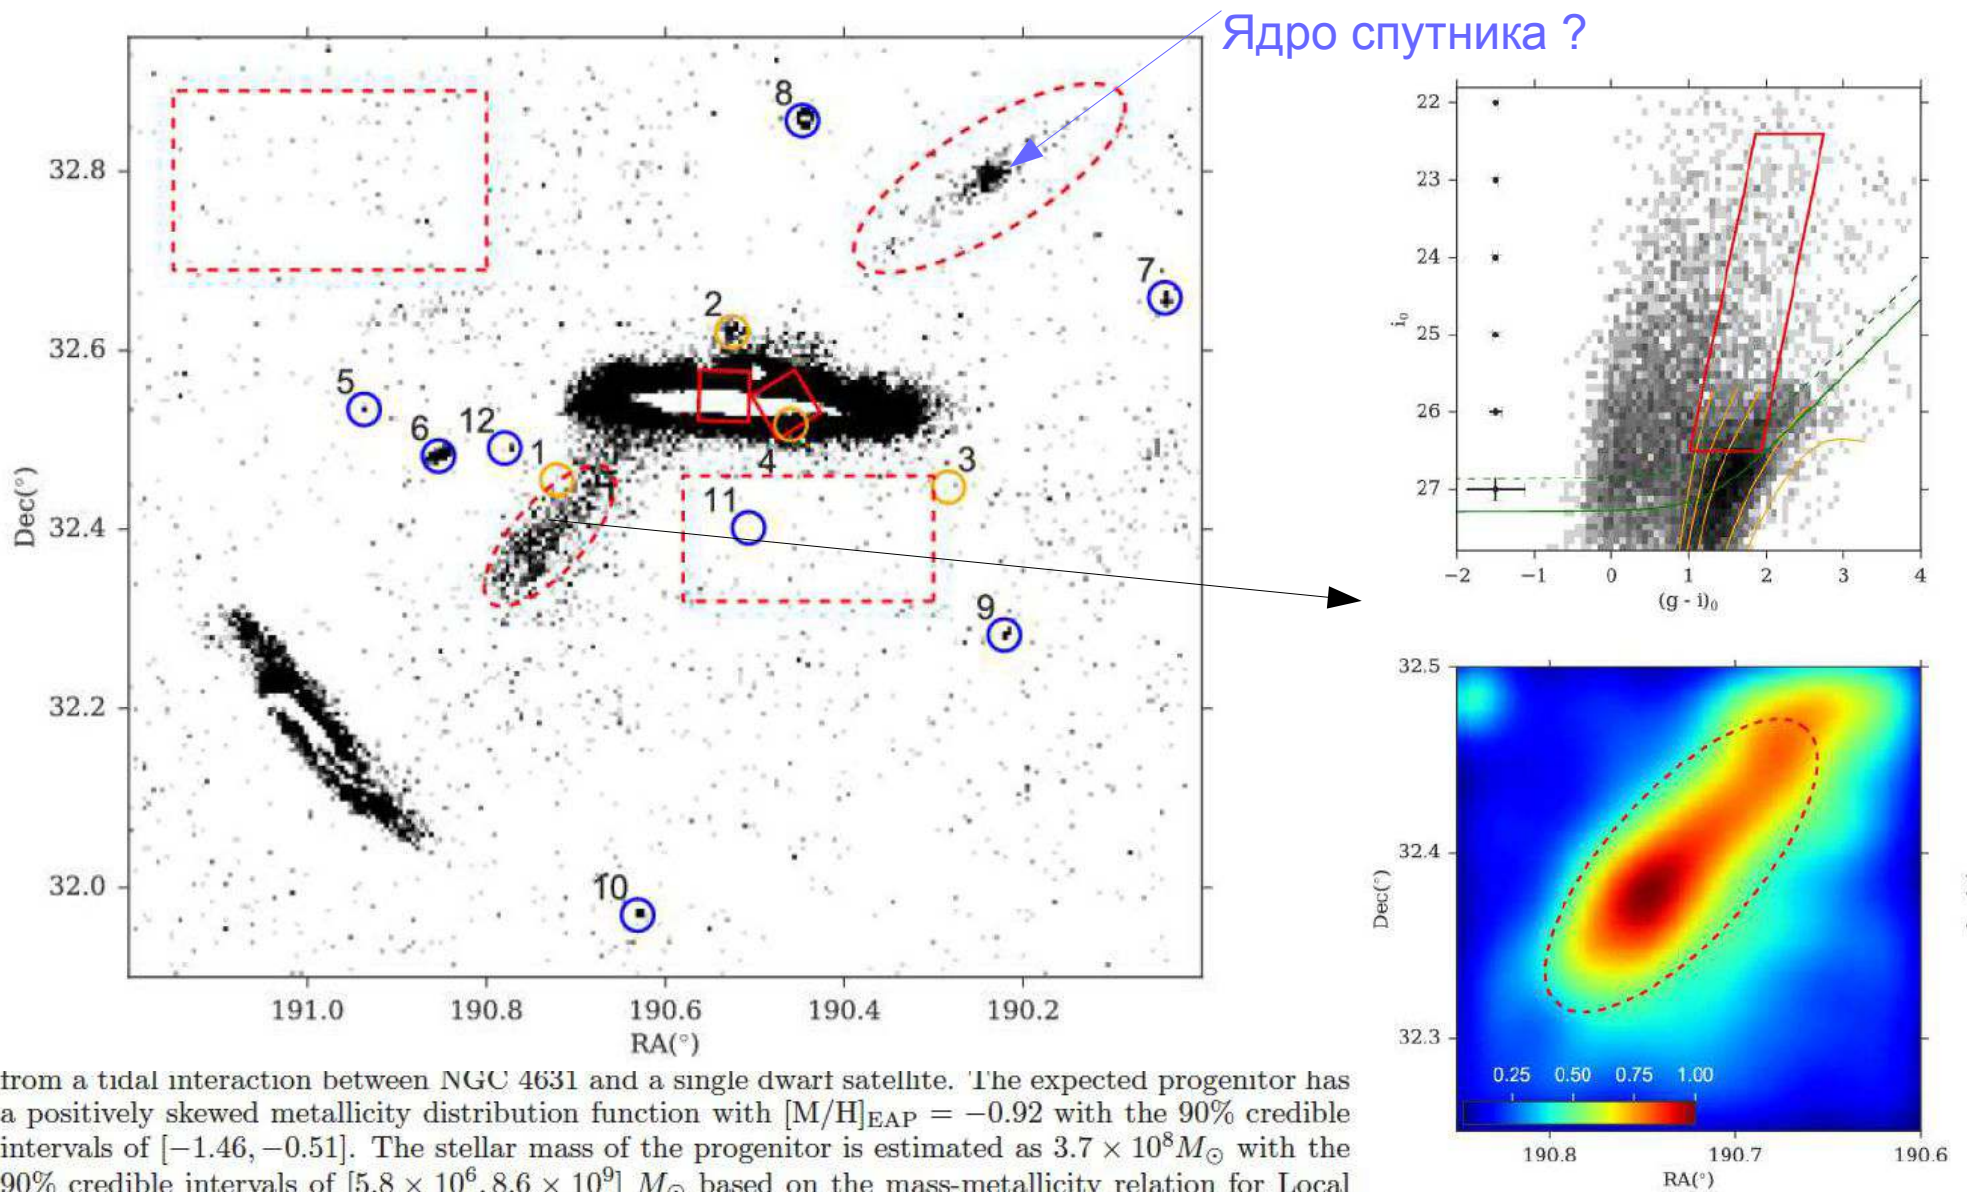 Ядро спутника ?
8
32.8
7
2
32.6
5
6
12
1
4
3
11
32.4
9
32.2
10
32.0
Dec(°)
191.0 190.8 190.6 190.4 190.2
RA(°)
22
23
24
25
26
27
i₀
−2 −1 0 1 2 3 4
(g - i)₀
32.5
32.4
32.3
Dec(°)
0.25 0.50 0.75 1.00
190.8 190.7 190.6
RA(°)
from a tidal interaction between NGC 4631 and a single dwarf satellite. The expected progenitor has
a positively skewed metallicity distribution function with [M/H]EAP = −0.92 with the 90% credible
intervals of [−1.46, −0.51]. The stellar mass of the progenitor is estimated as 3.7 × 10⁸M⊙ with the
90% credible intervals of [5.8 × 10⁶, 8.6 × 10⁹] M⊙ based on the mass-metallicity relation for Local